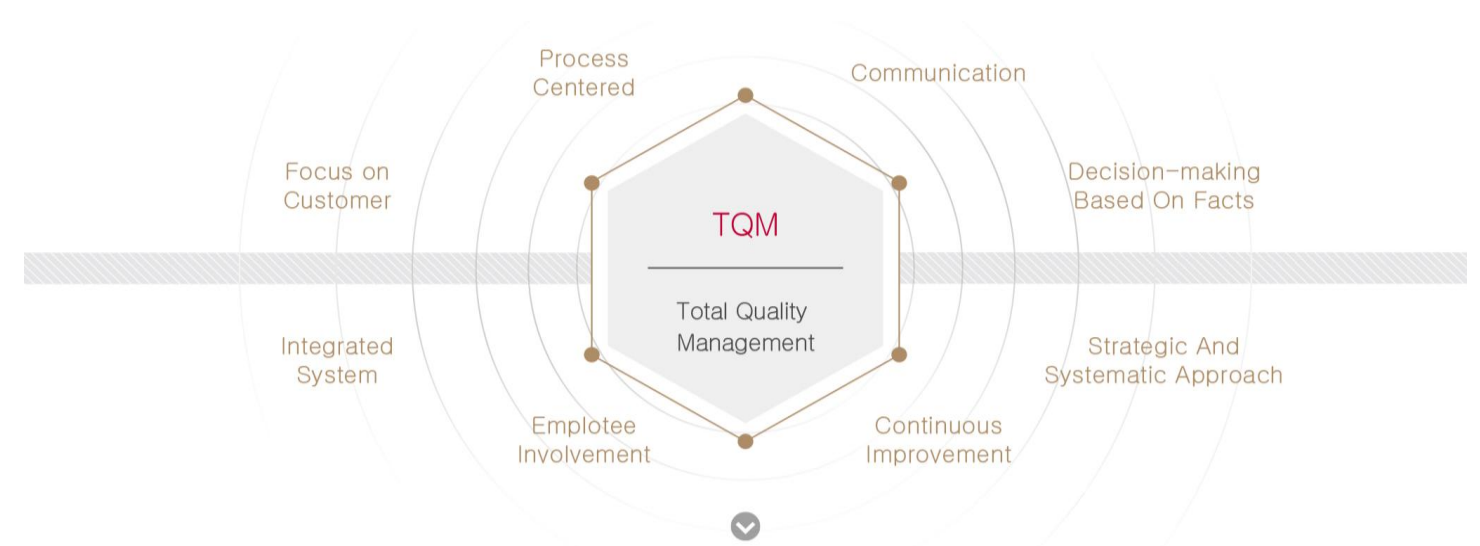 Process
Centered
Communication
Focus on
Customer
Decision-making
Based On Facts
TQM
Total Quality
Management
Integrated
System
Strategic And
Systematic Approach
Emplotee
Involvement
Continuous
Improvement